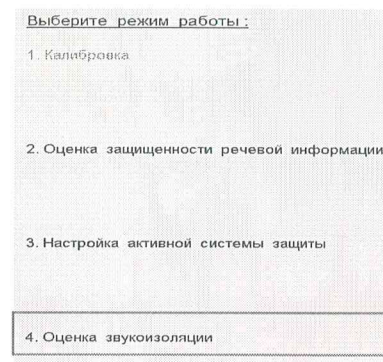 Выберите режим работы :
1. Калибровка
2. Оценка защищенности речевой информации
3. Настройка активной системы защиты
4. Оценка звукоизоляции